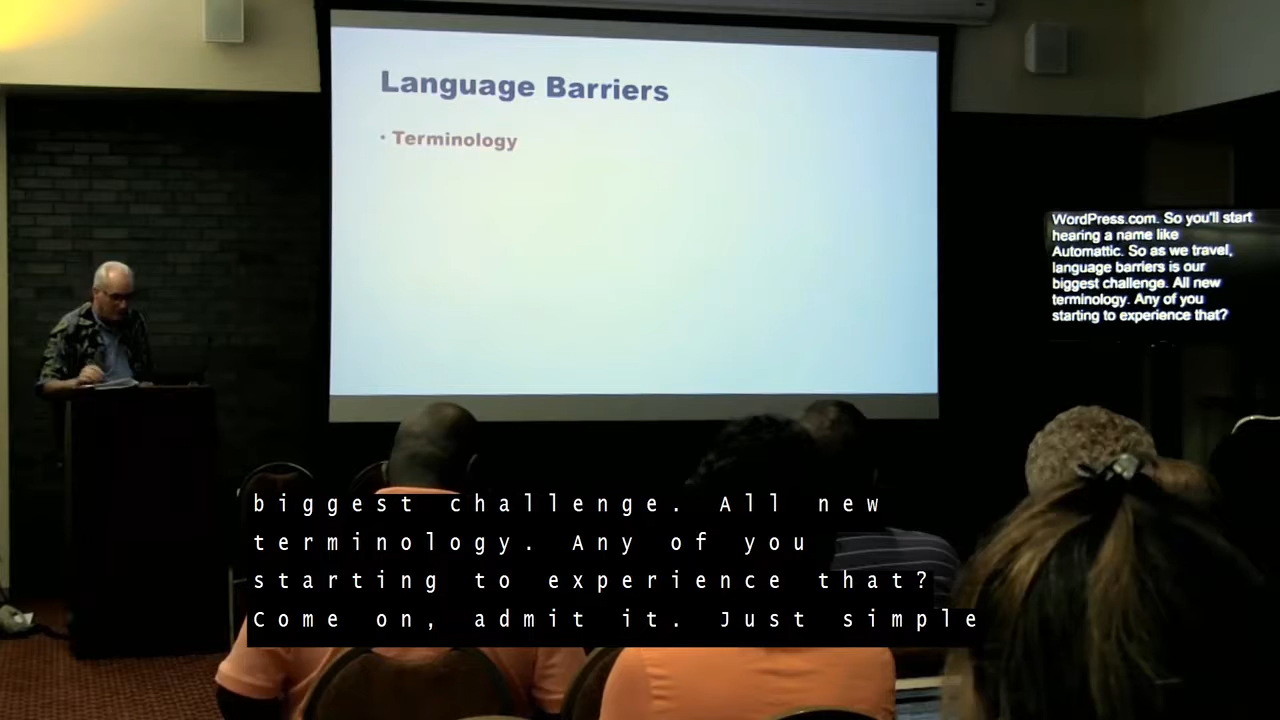 Language Barriers
• Terminology
WordPress.com. So you'll start
hearing a name like
Automattic. So as we travel,
language barriers is our
biggest challenge. All new
terminology. Any of you
starting to experience that?
biggest challenge. All new
terminology. Any of you
starting to experience that?
Come on, admit it. Just simple